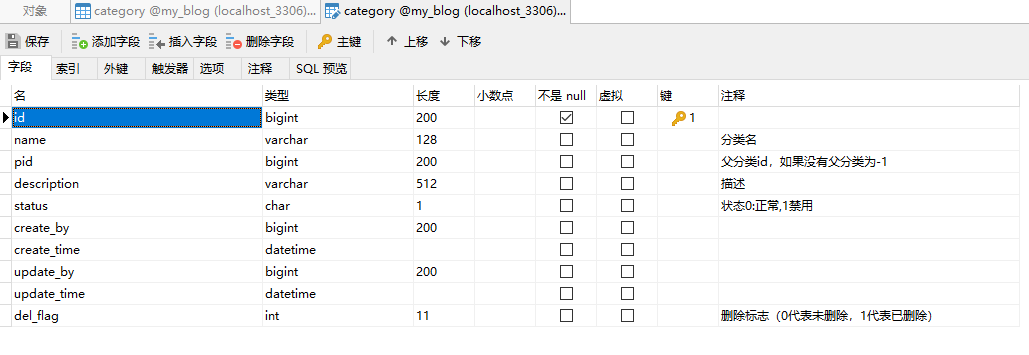 对象 category @my_blog (localhost_3306)... category @my_blog (localhost_3306)...
保存 添加字段 插入字段 删除字段 主键 上移 下移
字段 索引 外键 触发器 选项 注释 SQL 预览
名 类型 长度 小数点 不是 null 虚拟 键 注释
id bigint 200 1
name varchar 128 分类名
pid bigint 200 父分类id，如果没有父分类为-1
description varchar 512 描述
status char 1 状态0:正常,1禁用
create_by bigint 200
create_time datetime
update_by bigint 200
update_time datetime
del_flag int 11 删除标志（0代表未删除，1代表已删除）